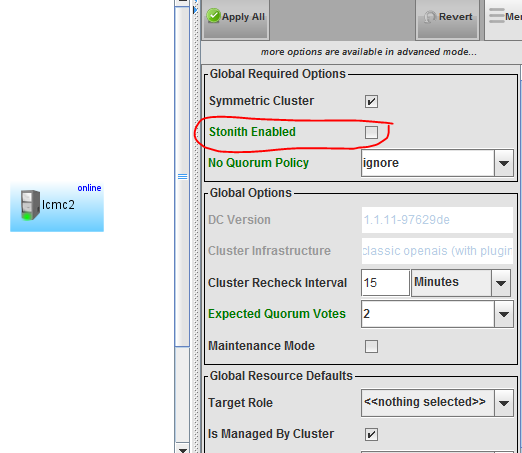 Apply All
Revert
Me
more options are available in advanced mode...
Global Required Options
Symmetric Cluster
Stonith Enabled
No Quorum Policy
ignore
online
lcmc2
Global Options
DC Version
1.1.11-97629de
Cluster Infrastructure
classic openais (with plugin
Cluster Recheck Interval
15
Minutes
Expected Quorum Votes
2
Maintenance Mode
Global Resource Defaults
Target Role
<<nothing selected>>
Is Managed By Cluster